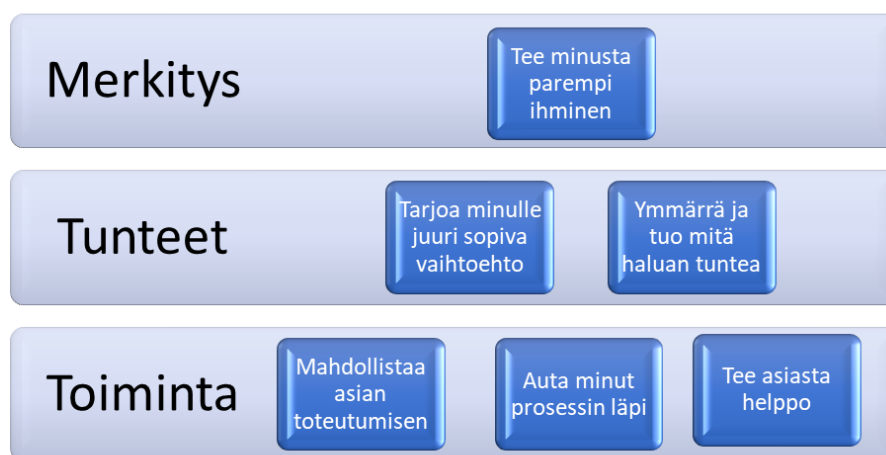 Merkitys
Tee minusta
parempi
ihminen
Tunteet
Tarjoa minulle
juuri sopiva
vaihtoehto
Ymmärrä ja
tuo mitä
haluan tuntea
Toiminta
Mahdollistaa
asian
toteutumisen
Auta minut
prosessin läpi
Tee asiasta
helppo